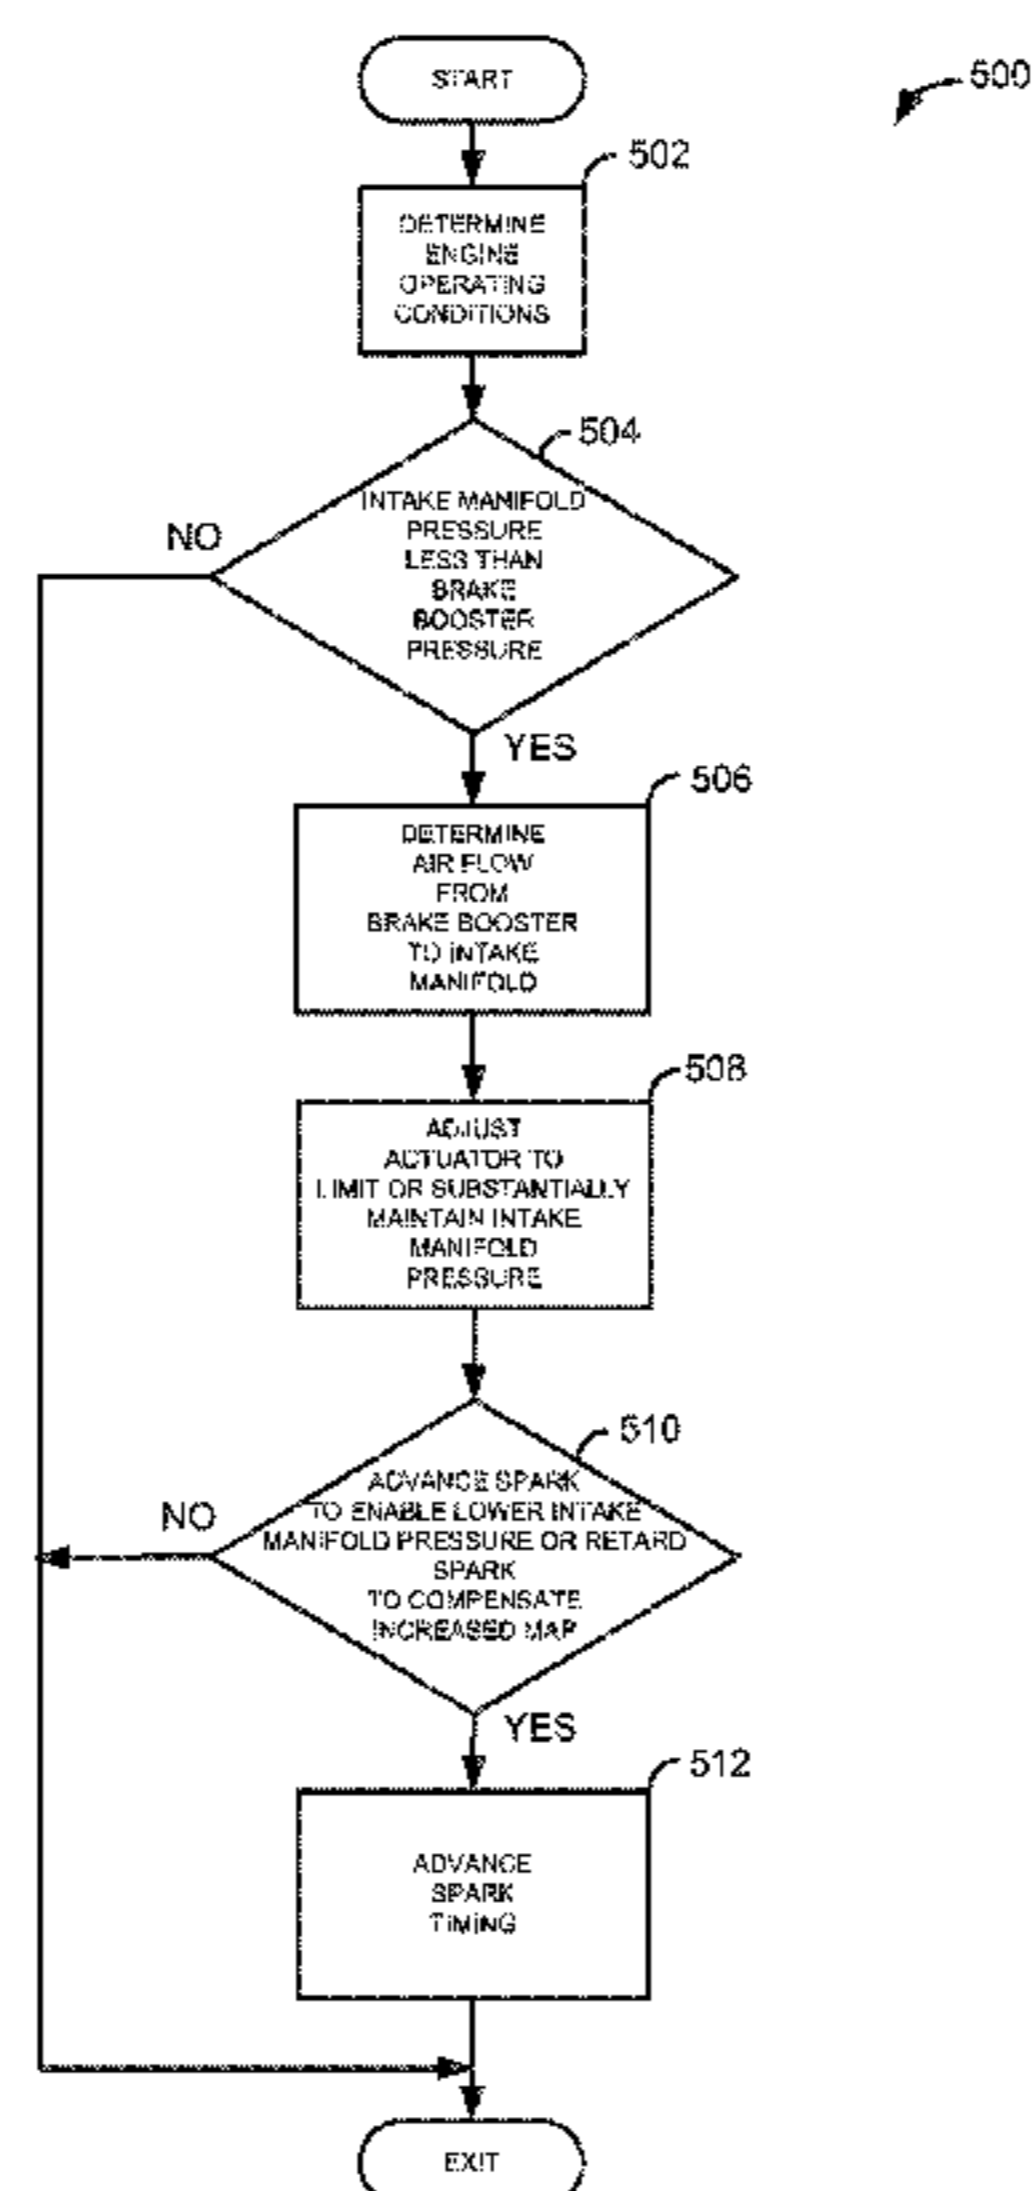 START
500
502
DETERMINE
ENGINE
OPERATING
CONDITIONS
504
INTAKE MANIFOLD
PRESSURE
LESS THAN
BRAKE
BOOSTER
PRESSURE
NO
YES
506
DETERMINE
AIR FLOW
FROM
BRAKE BOOSTER
TO INTAKE
MANIFOLD
508
ADJUST
ACTUATOR TO
LIMIT OR SUBSTANTIALLY
MAINTAIN INTAKE
MANIFOLD
PRESSURE
510
ADVANCE SPARK
TO ENABLE LOWER INTAKE
MANIFOLD PRESSURE OR RETARD
SPARK
TO COMPENSATE
INCREASED MAP
NO
YES
512
ADVANCE
SPARK
TIMING
EXIT